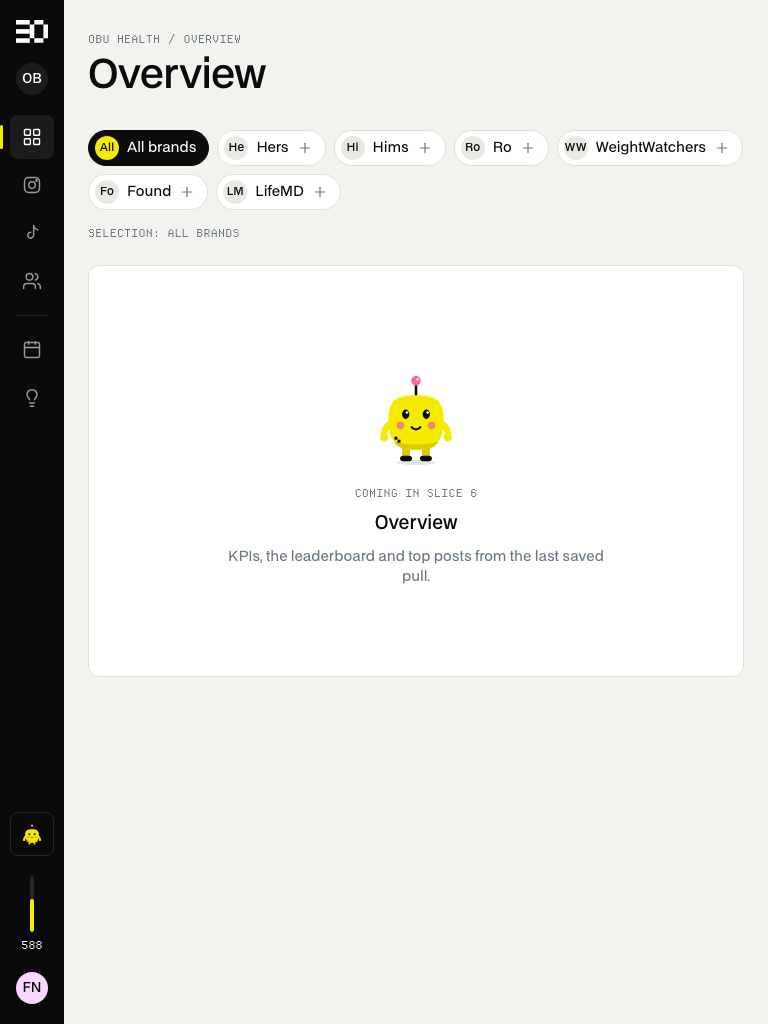 OB
OBU HEALTH / OVERVIEW
Overview
All All brands
He Hers
HI Hims
Ro Ro
WW WeightWatchers
Fo Found
LM LifeMD
SELECTION: ALL BRANDS
COMING IN SLICE 6
Overview
KPIs, the leaderboard and top posts from the last saved
pull.
588
FN